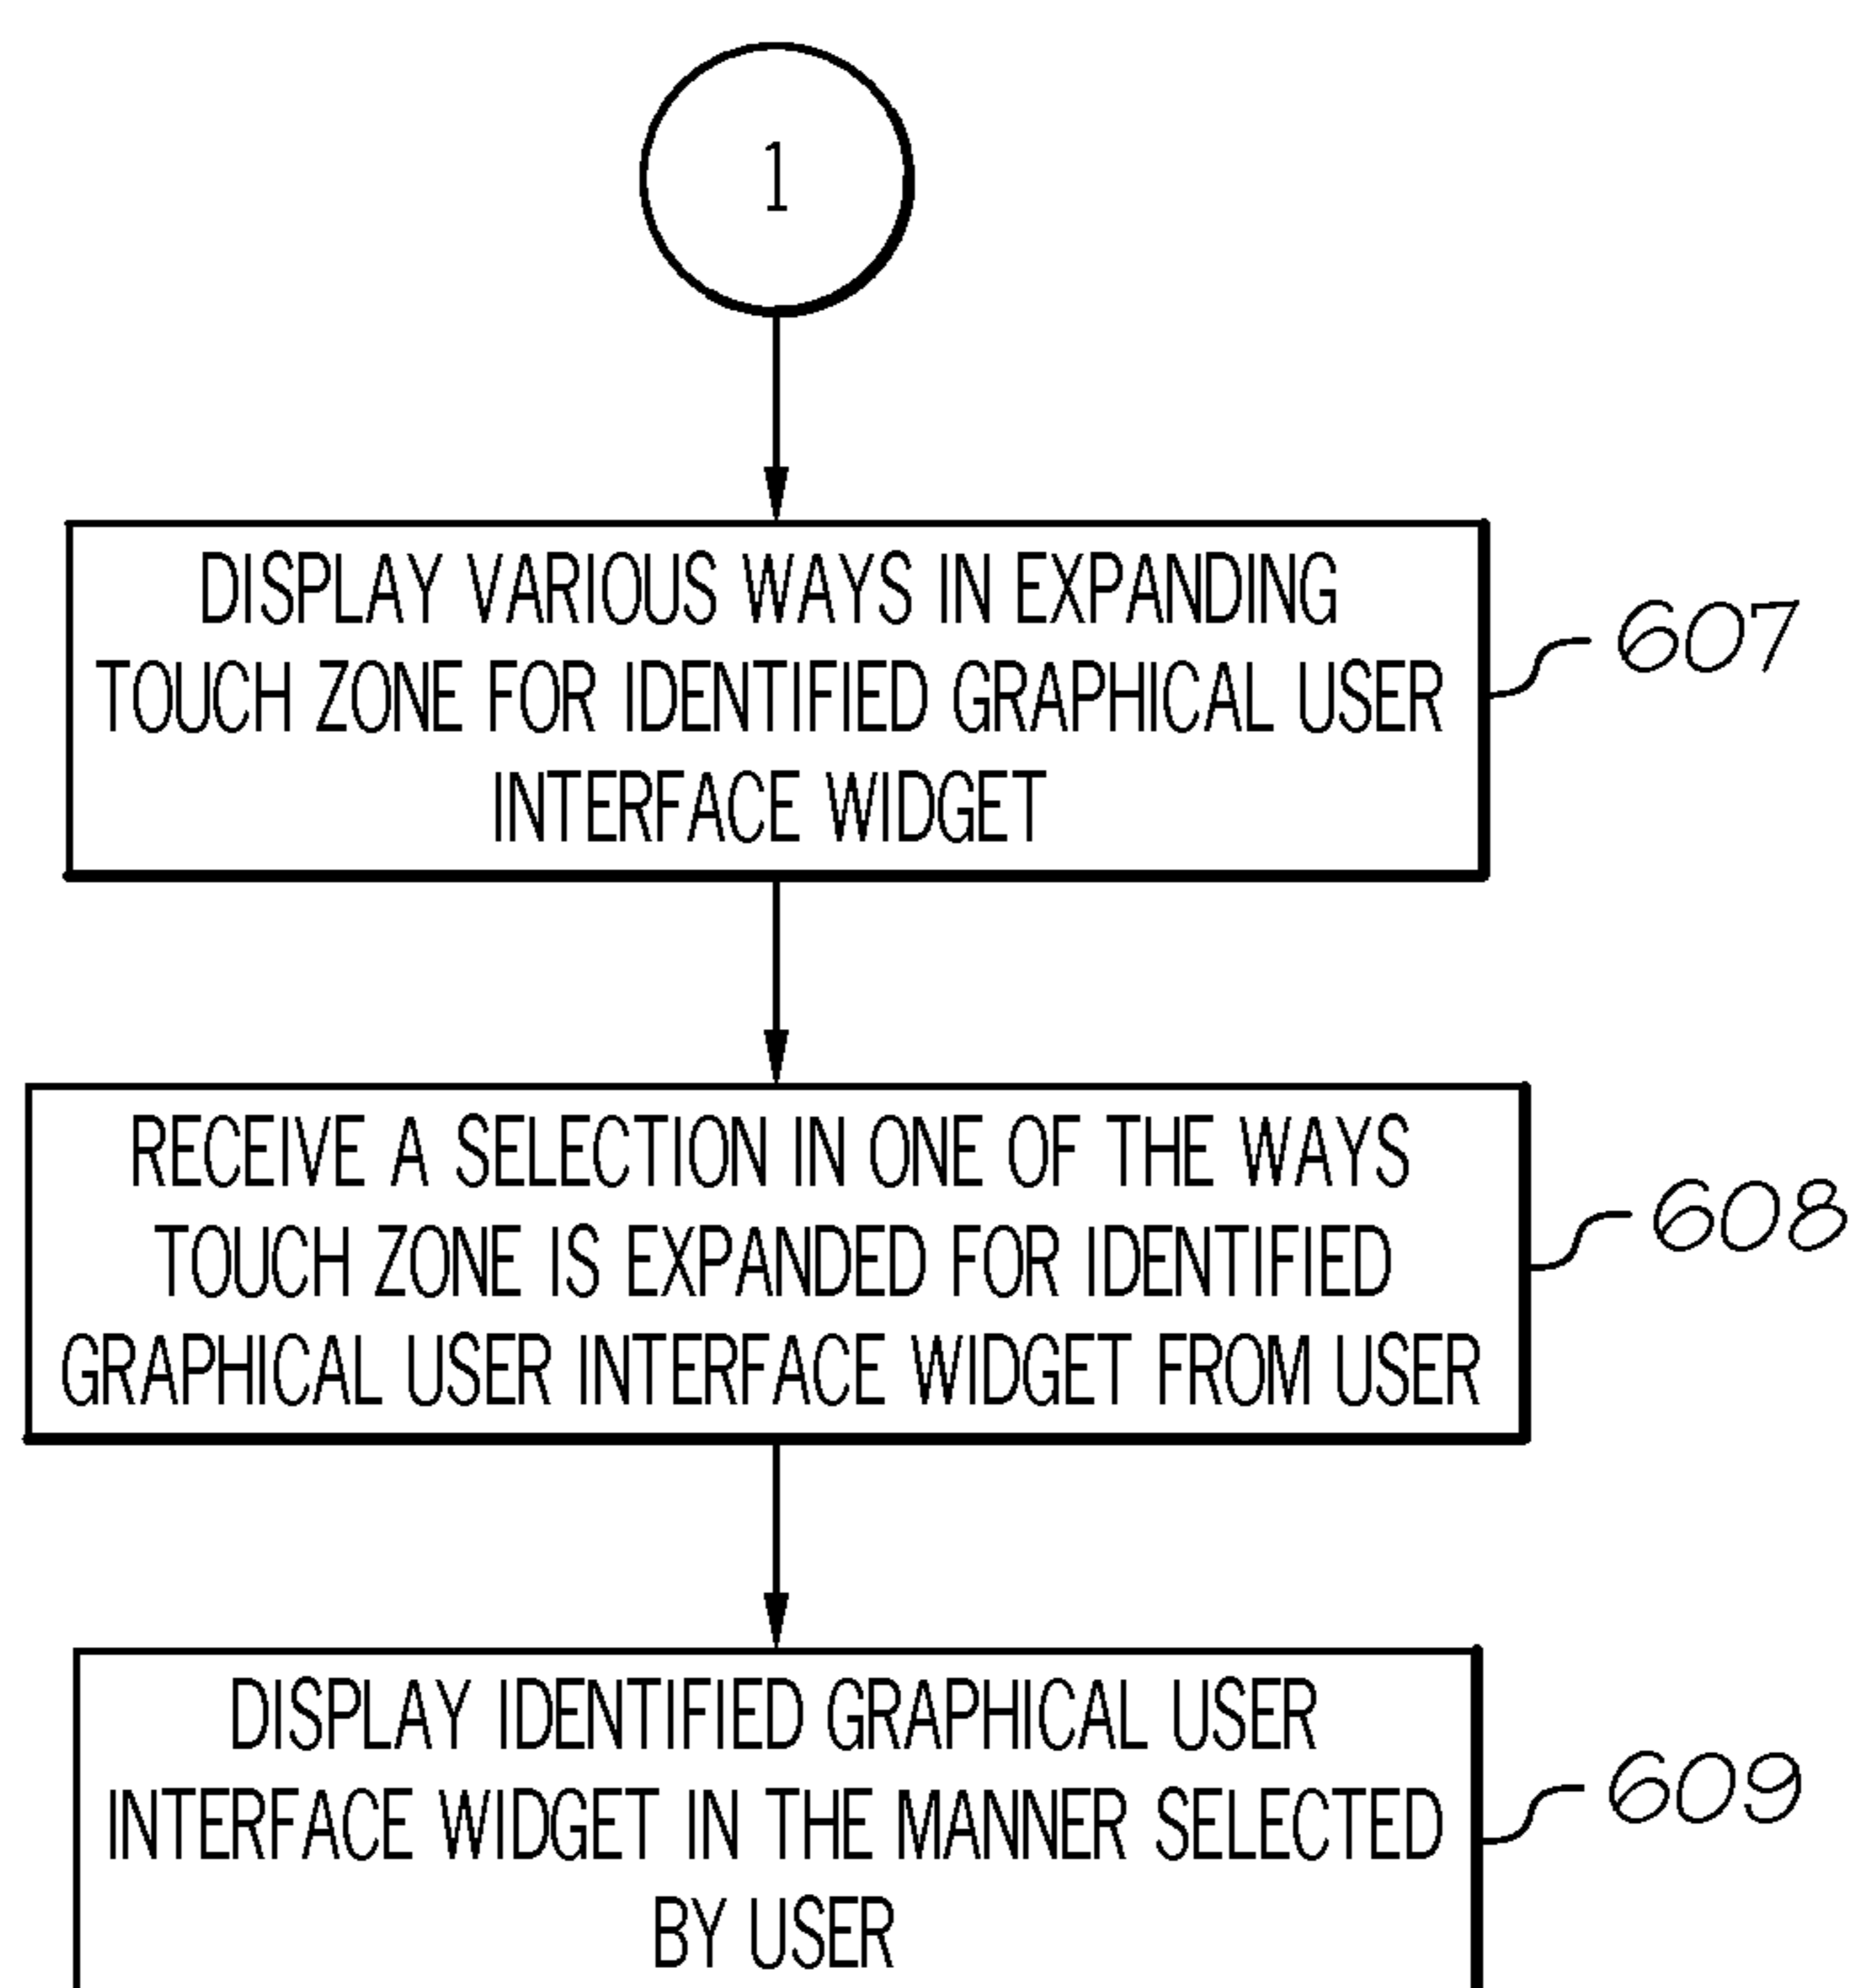 1
DISPLAY VARIOUS WAYS IN EXPANDING
TOUCH ZONE FOR IDENTIFIED GRAPHICAL USER
INTERFACE WIDGET
607
RECEIVE A SELECTION IN ONE OF THE WAYS
TOUCH ZONE IS EXPANDED FOR IDENTIFIED
GRAPHICAL USER INTERFACE WIDGET FROM USER
608
DISPLAY IDENTIFIED GRAPHICAL USER
INTERFACE WIDGET IN THE MANNER SELECTED
BY USER
609